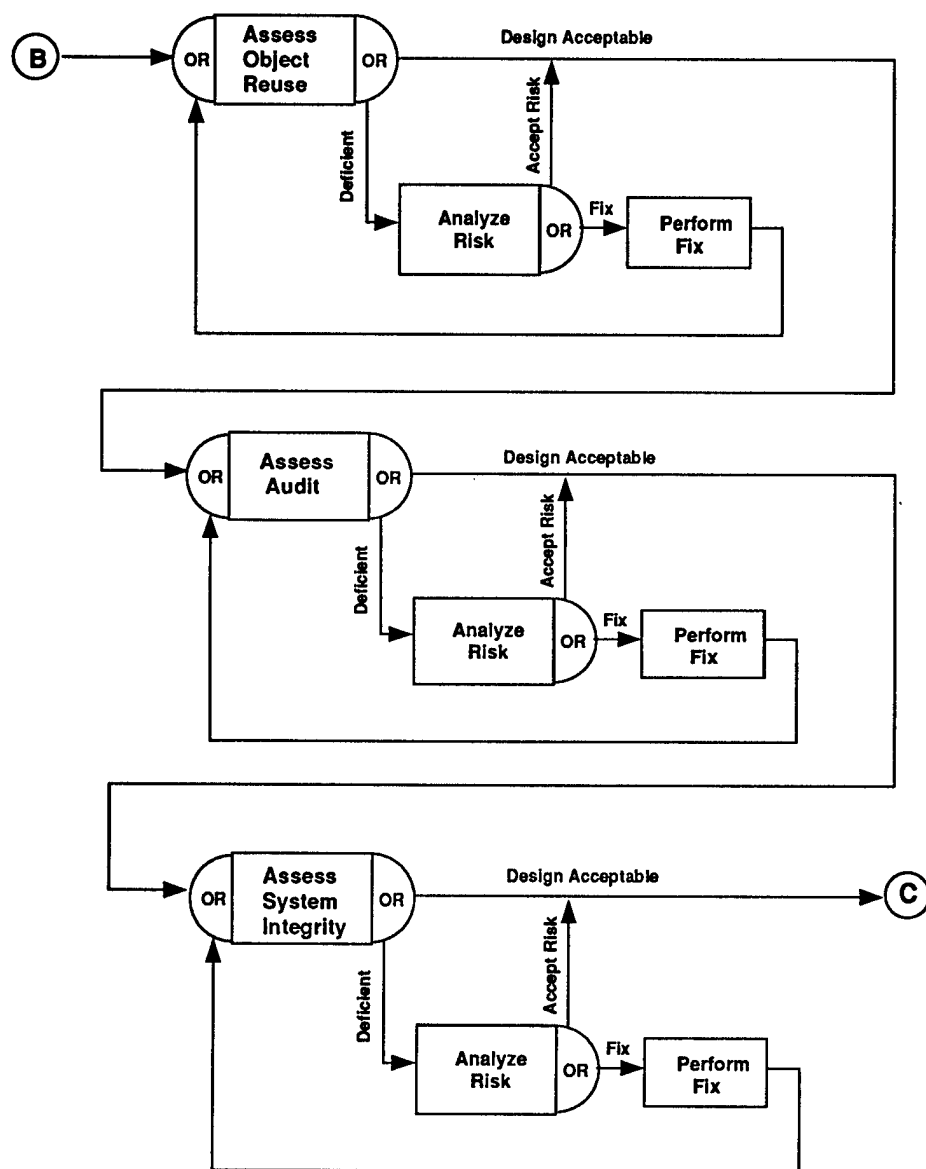 Design Acceptable
B
OR
Assess
Object
Reuse
OR
Accept Risk
Deficient
Analyze
Risk
OR
Fix
Perform
Fix
Design Acceptable
OR
Assess
Audit
OR
Accept Risk
Deficient
Analyze
Risk
OR
Fix
Perform
Fix
Design Acceptable
OR
Assess
System
Integrity
OR
C
Accept Risk
Deficient
Analyze
Risk
OR
Fix
Perform
Fix